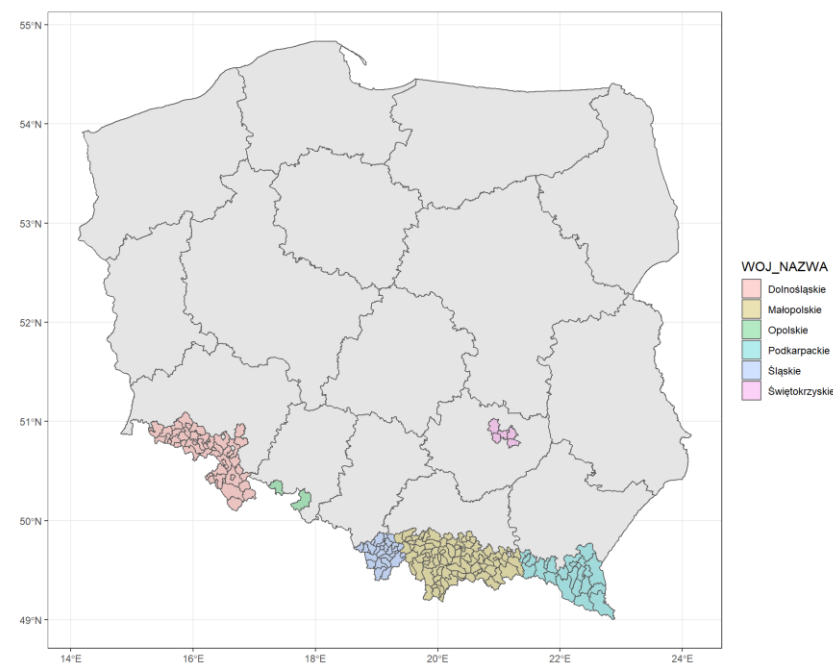 55°N
54°N
53°N
52°N
51°N
50°N
49°N
14°E 16°E 18°E 20°E 22°E 24°E
WOJ_NAZWA
Dolnośląskie
Małopolskie
Opolskie
Podkarpackie
Śląskie
Świętokrzyskie